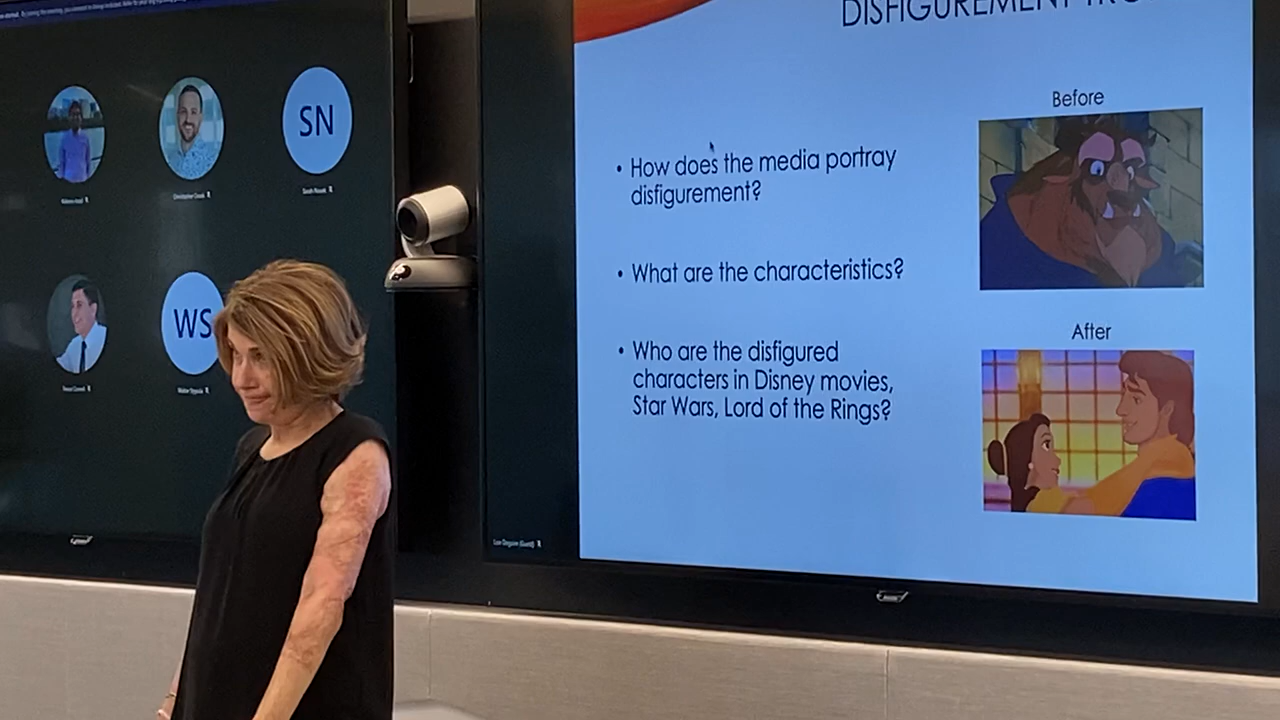 DISFIGUREMENT
Before
• How does the media portray
disfigurement?
• What are the characteristics?
After
• Who are the disfigured
characters in Disney movies,
Star Wars, Lord of the Rings?
SN
WS